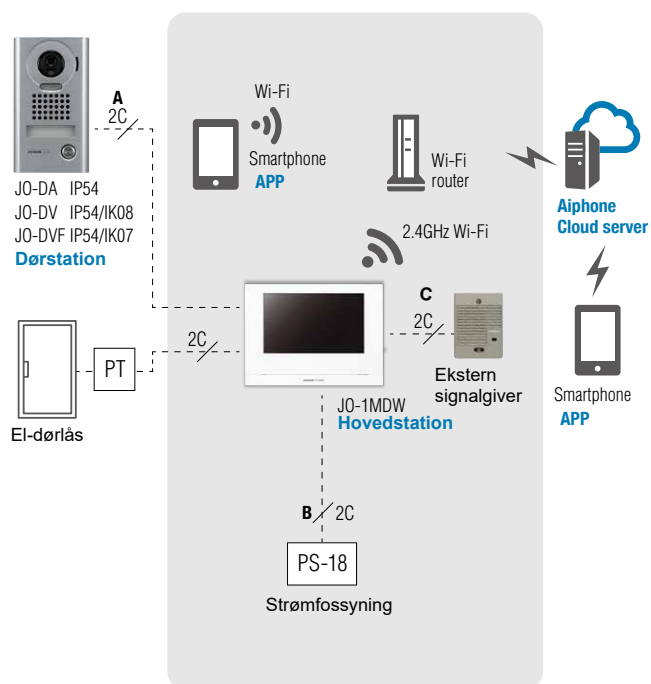 A
2C
JO-DA IP54
JO-DV IP54/IK08
JO-DVF IP54/IK07
Dørstation
Wi-Fi
Smartphone
APP
Wi-Fi
router
Aiphone
Cloud server
2.4GHz Wi-Fi
C
2C
Ekstern
signalgiver
2C
PT
El-dørlås
JO-1MDW
Hovedstation
Smartphone
APP
B
2C
PS-18
Strømfossyning